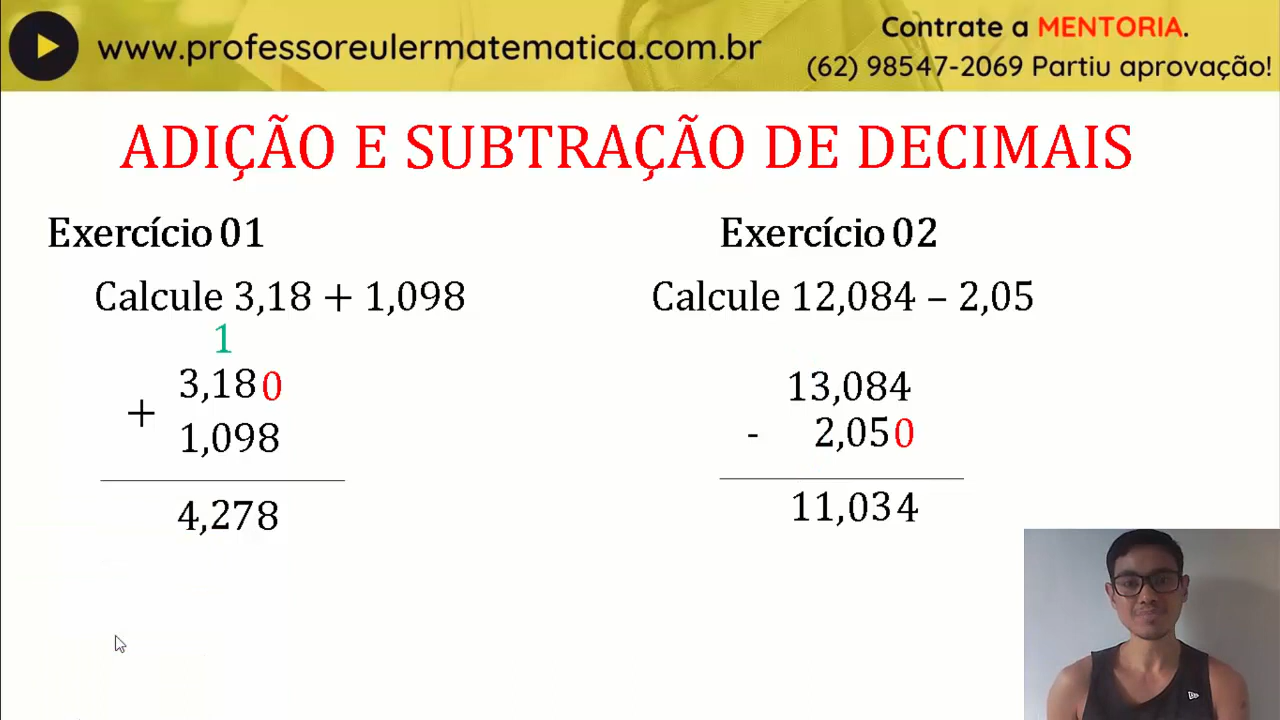 www.professoreulermatematica.com.br
Contrate a MENTORIA.
(62) 98547-2069 Partiu aprovação!
ADIÇÃO E SUBTRAÇÃO DE DECIMAIS
Exercício 01
Calcule 3,18 + 1,098
1
3,180
+
1,098
4,278
Exercício 02
Calcule 12,084 – 2,05
13,084
- 2,050
11,034